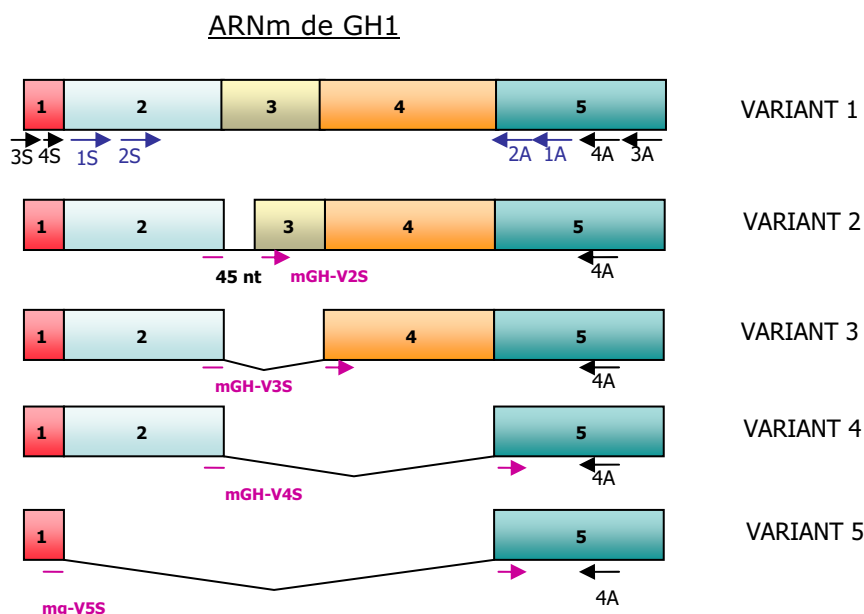 ARNm de GH1
1 2 3 4 5 VARIANT 1
3S 4S 1S 2S 2A 1A 4A 3A
1 2 3 4 5 VARIANT 2
45 nt mGH-V2S 4A
1 2 4 5 VARIANT 3
mGH-V3S 4A
1 2 5 VARIANT 4
mGH-V4S 4A
1 5 VARIANT 5
mg-V5S 4A